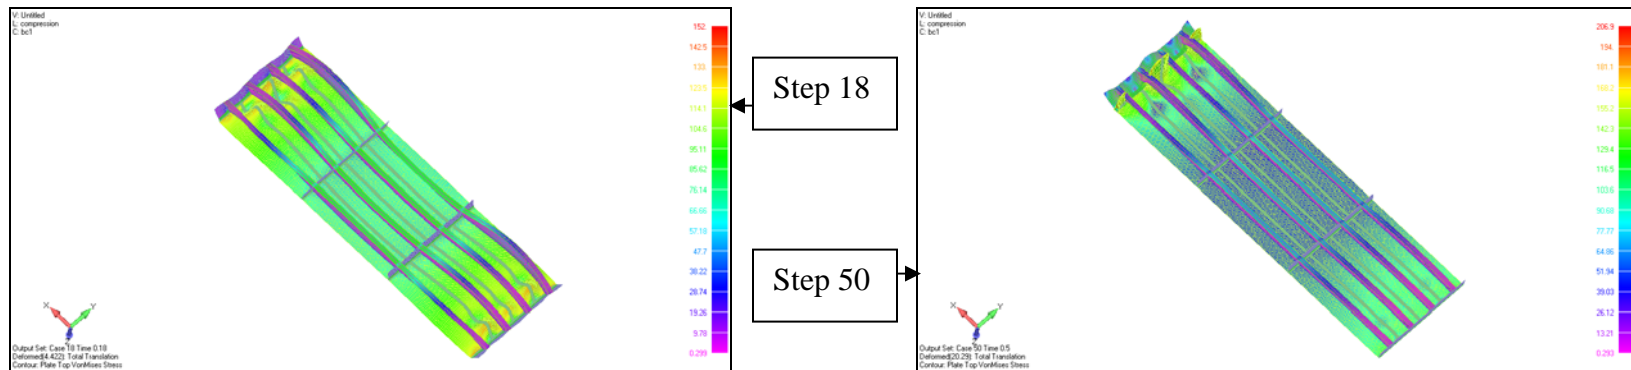 V: Untitled
L: compression
C: bc1
152.
142.5
133.
123.5
114.1
104.6
95.11
85.62
76.14
66.66
57.18
47.7
38.22
28.74
19.26
9.78
0.299
X
Y
Z
Output Set: Case 18 Time 0.18
Deformed(4.422): Total Translation
Contour: Plate Top VonMises Stress
Step 18
Step 50
V: Untitled
L: compression
C: bc1
206.9
194.
181.1
168.2
155.2
142.3
129.4
116.5
103.6
90.68
77.77
64.86
51.94
39.03
26.12
13.21
0.293
X
Y
Z
Output Set: Case 50 Time 0.5
Deformed(20.29): Total Translation
Contour: Plate Top VonMises Stress